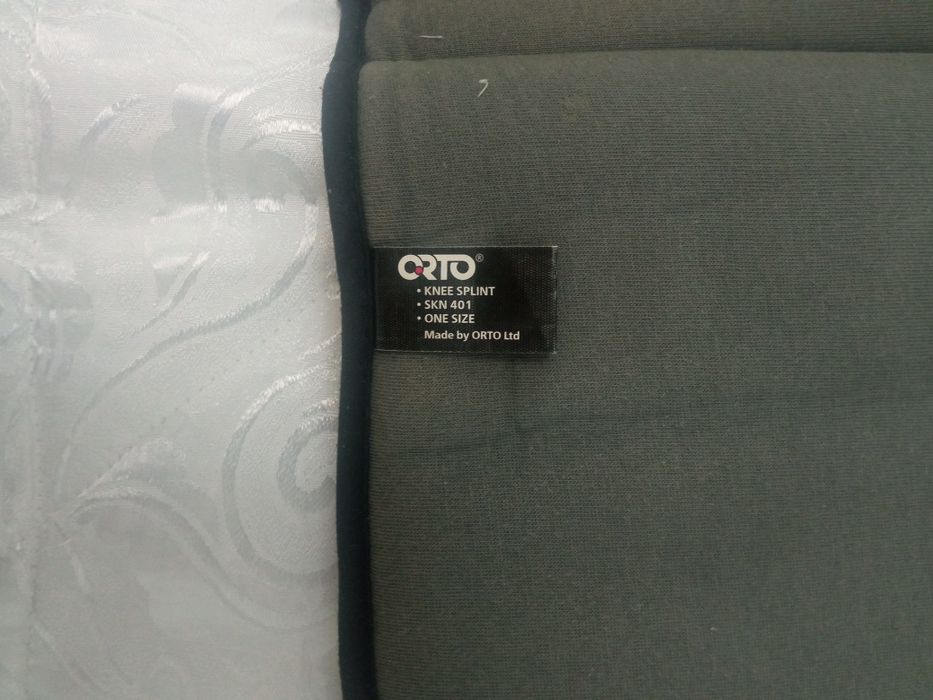 ORTO®
• KNEE SPLINT
• SKN 401
• ONE SIZE
Made by ORTO Ltd